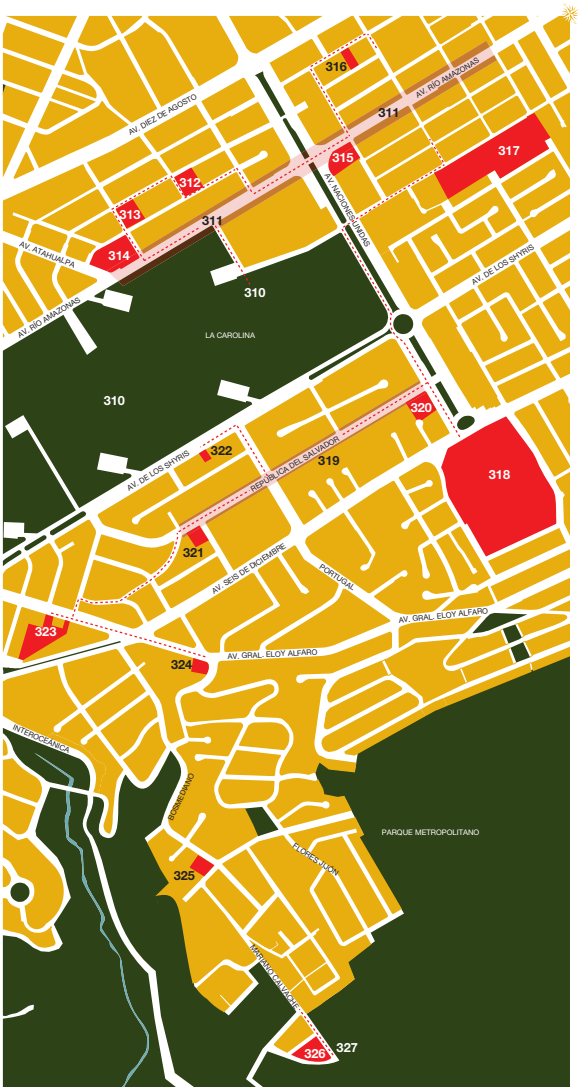 316
AV. RÍO AMAZONAS
AV. DIEZ DE AGOSTO
311
317
315
312
313
311
AV. NACIONES UNIDAS
314
AV. ATAHUALPA
AV. DE LOS SHYRIS
310
AV. RÍO AMAZONAS
LA CAROLINA
310
320
322
REPÚBLICA DEL SALVADOR
319
AV. DE LOS SHYRIS
318
321
AV. SEIS DE DICIEMBRE
PORTUGAL
AV. GRAL. ELOY ALFARO
323
AV. GRAL. ELOY ALFARO
324
INTEROCEÁNICA
BOSMEDIANO
PARQUE METROPOLITANO
FLORES JIJÓN
325
MARIANO CALVACHE
327
326